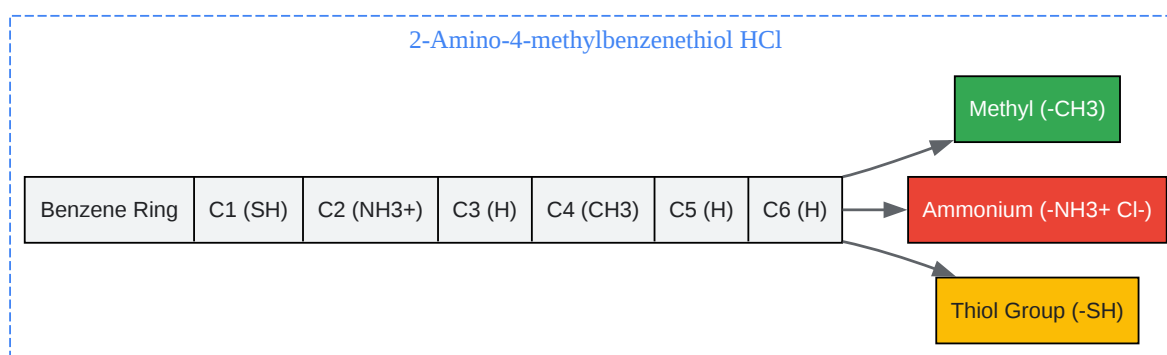 2-Amino-4-methylbenzenethiol HCl
Methyl (-CH3)
Benzene Ring
C1 (SH)
C2 (NH3+)
C3 (H)
C4 (CH3)
C5 (H)
C6 (H)
Ammonium (-NH3+ Cl-)
Thiol Group (-SH)